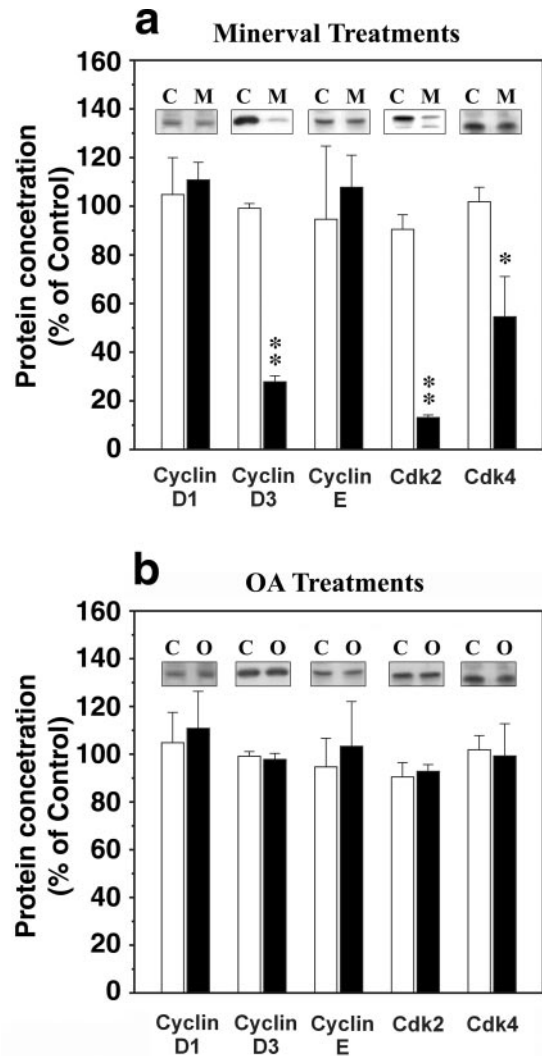 a Minerval Treatments
160
140
120
100
80
60
40
20
0
Protein concetration
(% of Control)
C M C M C M C M C M
*
*
*
*
*
Cyclin Cyclin Cyclin Cdk2 Cdk4
D1 D3 E
b OA Treatments
160
140
120
100
80
60
40
20
0
Protein concetration
(% of Control)
C O C O C O C O C O
Cyclin Cyclin Cyclin Cdk2 Cdk4
D1 D3 E